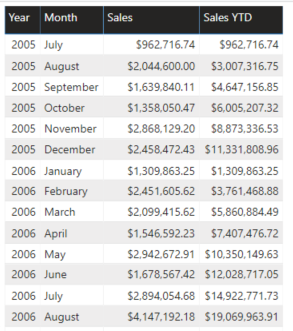 Year Month Sales Sales YTD
2005 July $962,716.74 $962,716.74
2005 August $2,044,600.00 $3,007,316.75
2005 September $1,639,840.11 $4,647,156.85
2005 October $1,358,050.47 $6,005,207.32
2005 November $2,868,129.20 $8,873,336.53
2005 December $2,458,472.43 $11,331,808.96
2006 January $1,309,863.25 $1,309,863.25
2006 February $2,451,605.62 $3,761,468.88
2006 March $2,099,415.62 $5,860,884.49
2006 April $1,546,592.23 $7,407,476.72
2006 May $2,942,672.91 $10,350,149.63
2006 June $1,678,567.42 $12,028,717.05
2006 July $2,894,054.68 $14,922,771.73
2006 August $4,147,192.18 $19,069,963.91